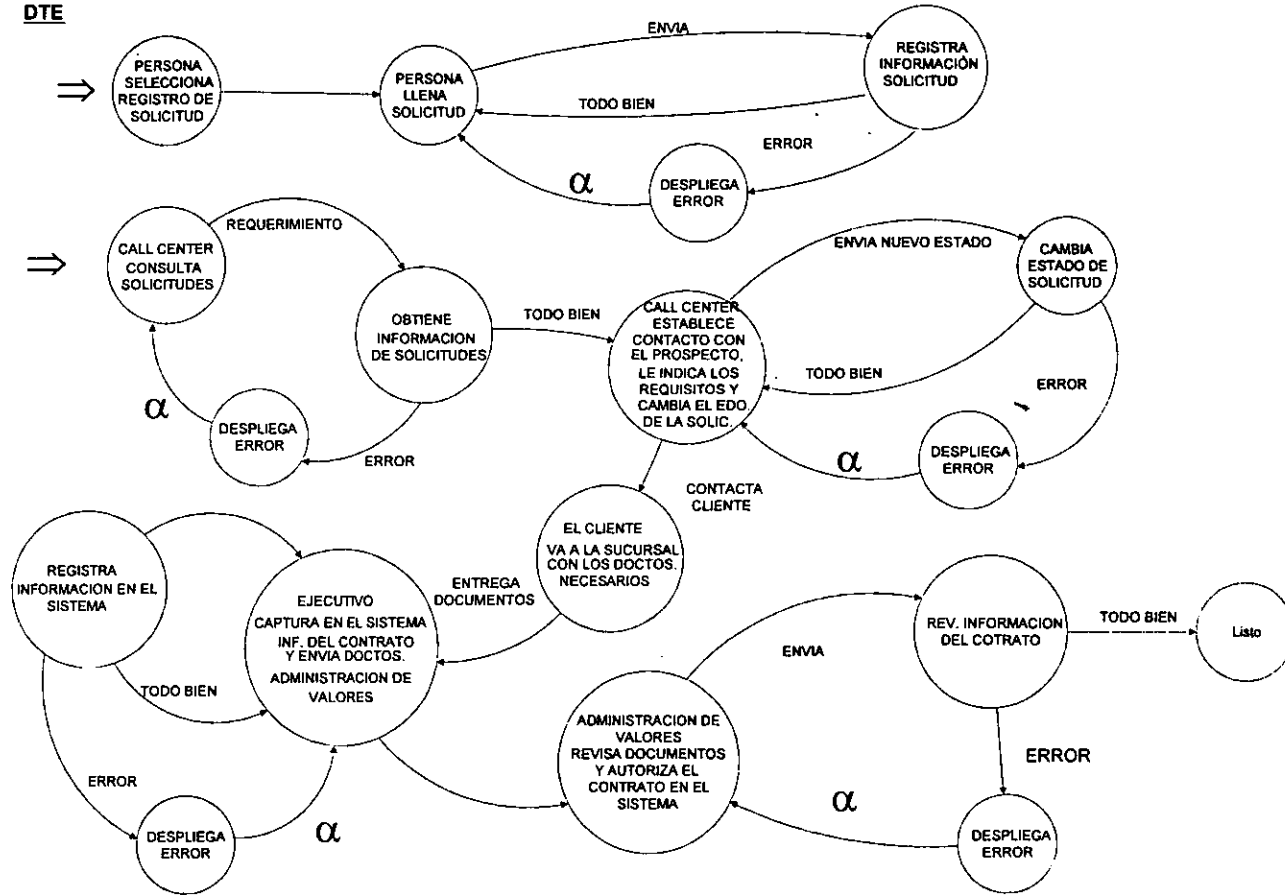 DTE
PERSONA
SELECCIONA
REGISTRO DE
SOLICITUD
PERSONA
LLENA
SOLICITUD
ENVIA
REGISTRA
INFORMACIÓN
SOLICITUD
TODO BIEN
ERROR
DESPLIEGA
ERROR
α
CALL CENTER
CONSULTA
SOLICITUDES
REQUERIMIENTO
OBTIENE
INFORMACION
DE SOLICITUDES
TODO BIEN
ERROR
DESPLIEGA
ERROR
α
CALL CENTER
ESTABLECE
CONTACTO CON
EL PROSPECTO,
LE INDICA LOS
REQUISITOS Y
CAMBIA EL EDO.
DE LA SOLIC.
ENVIA NUEVO ESTADO
CAMBIA
ESTADO DE
SOLICITUD
TODO BIEN
ERROR
DESPLIEGA
ERROR
α
CONTACTA
CLIENTE
EL CLIENTE
VA A LA SUCURSAL
CON LOS DOCTOS.
NECESARIOS
ENTREGA
DOCUMENTOS
REGISTRA
INFORMACION EN EL
SISTEMA
EJECUTIVO
CAPTURA EN EL SISTEMA
INF. DEL CONTRATO
Y ENVIA DOCTOS.
ADMINISTRACION DE
VALORES
TODO BIEN
ERROR
DESPLIEGA
ERROR
α
ADMINISTRACION DE
VALORES
REVISA DOCUMENTOS
Y AUTORIZA EL
CONTRATO EN EL
SISTEMA
ENVIA
REV. INFORMACION
DEL COTRATO
TODO BIEN
Listo
ERROR
DESPLIEGA
ERROR
α